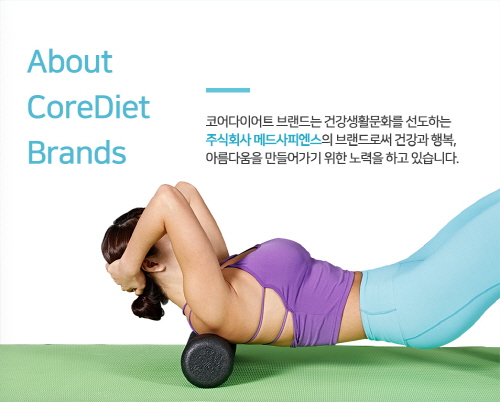 About
CoreDiet
Brands
코어다이어트 브랜드는 건강생활문화를 선도하는
주식회사 메드사피엔스의 브랜드로써 건강과 행복,
아름다움을 만들어가기 위한 노력을 하고 있습니다.